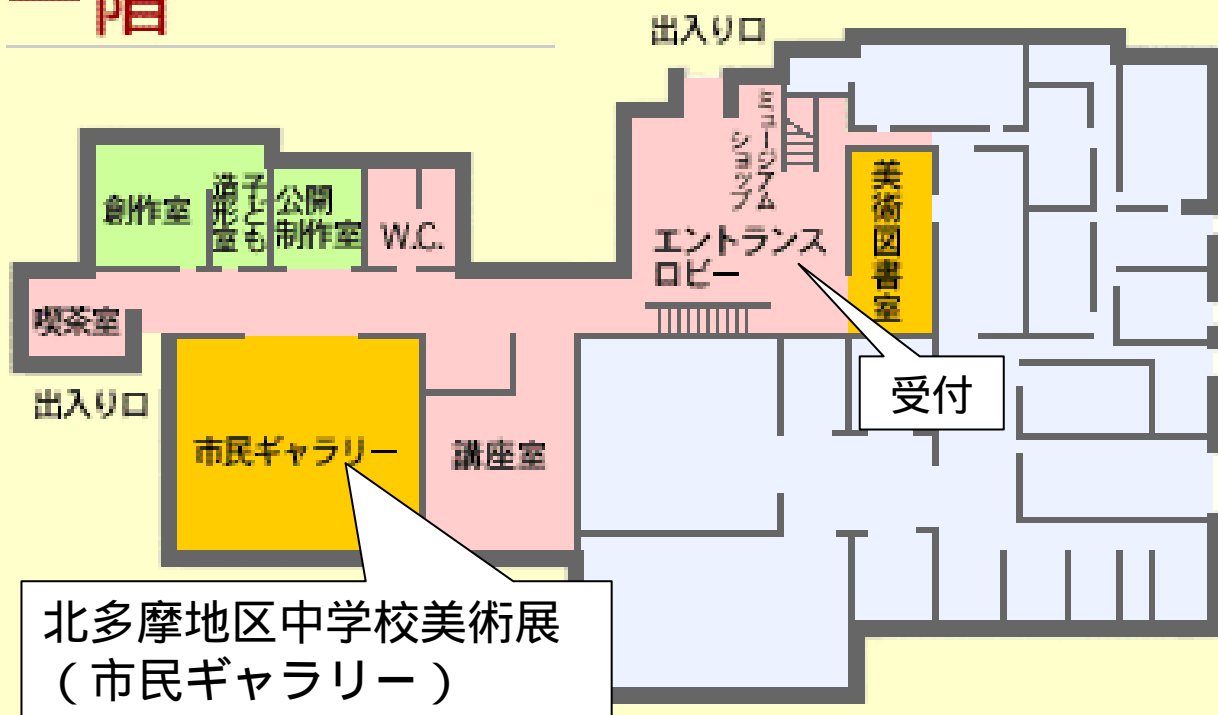 階
出入り口
ミュージアム
ショップ
創作室
子ども
造形室
公開
制作室
W.C.
エントランス
ロビー
美術図書室
喫茶室
受付
出入り口
市民ギャラリー
講座室
北多摩地区中学校美術展
（市民ギャラリー）